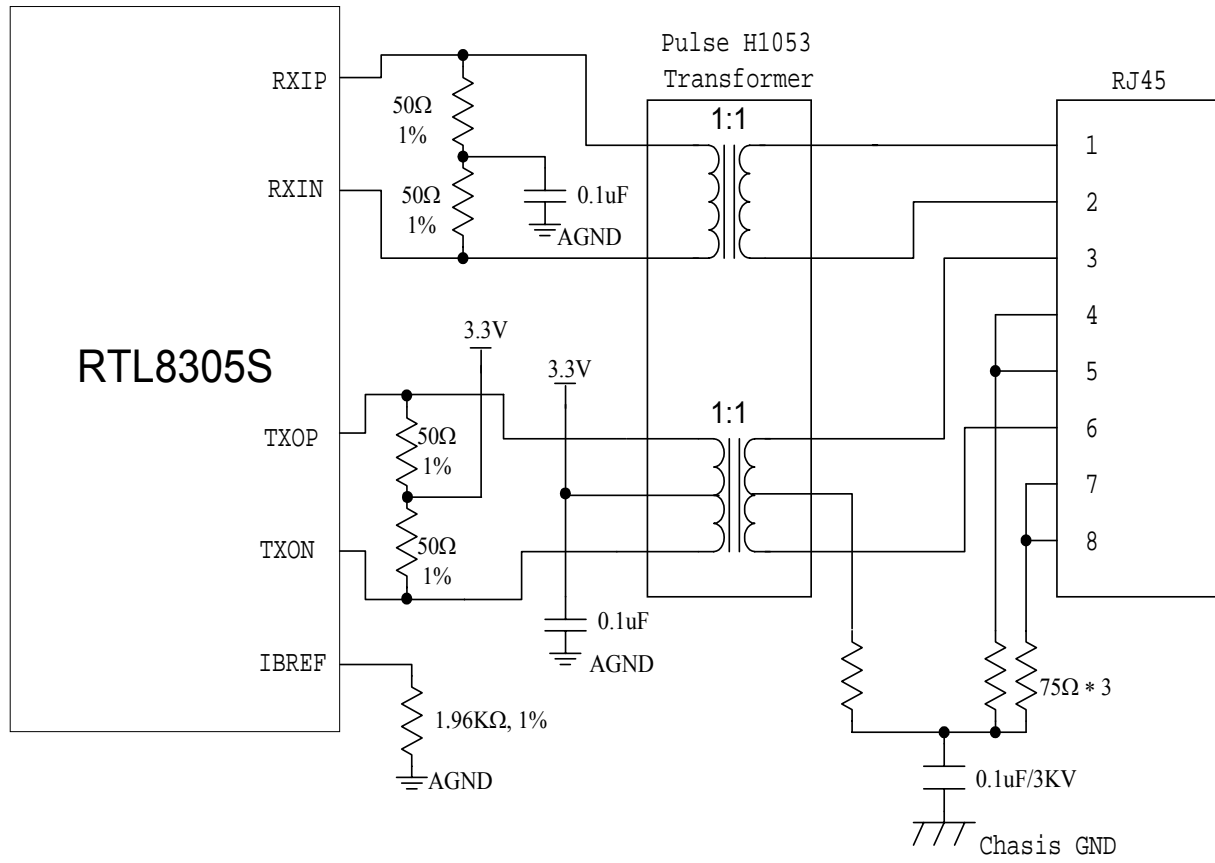 Pulse H1053
Transformer
RJ45
RXIP
50Ω
1%
1:1
1
RXIN
50Ω
1%
0.1uF
AGND
2
3
4
RTL8305S
3.3V
3.3V
5
TXOP
50Ω
1%
1:1
6
7
TXON
50Ω
1%
8
0.1uF
AGND
IBREF
1.96KΩ, 1%
AGND
75Ω * 3
0.1uF/3KV
Chasis GND